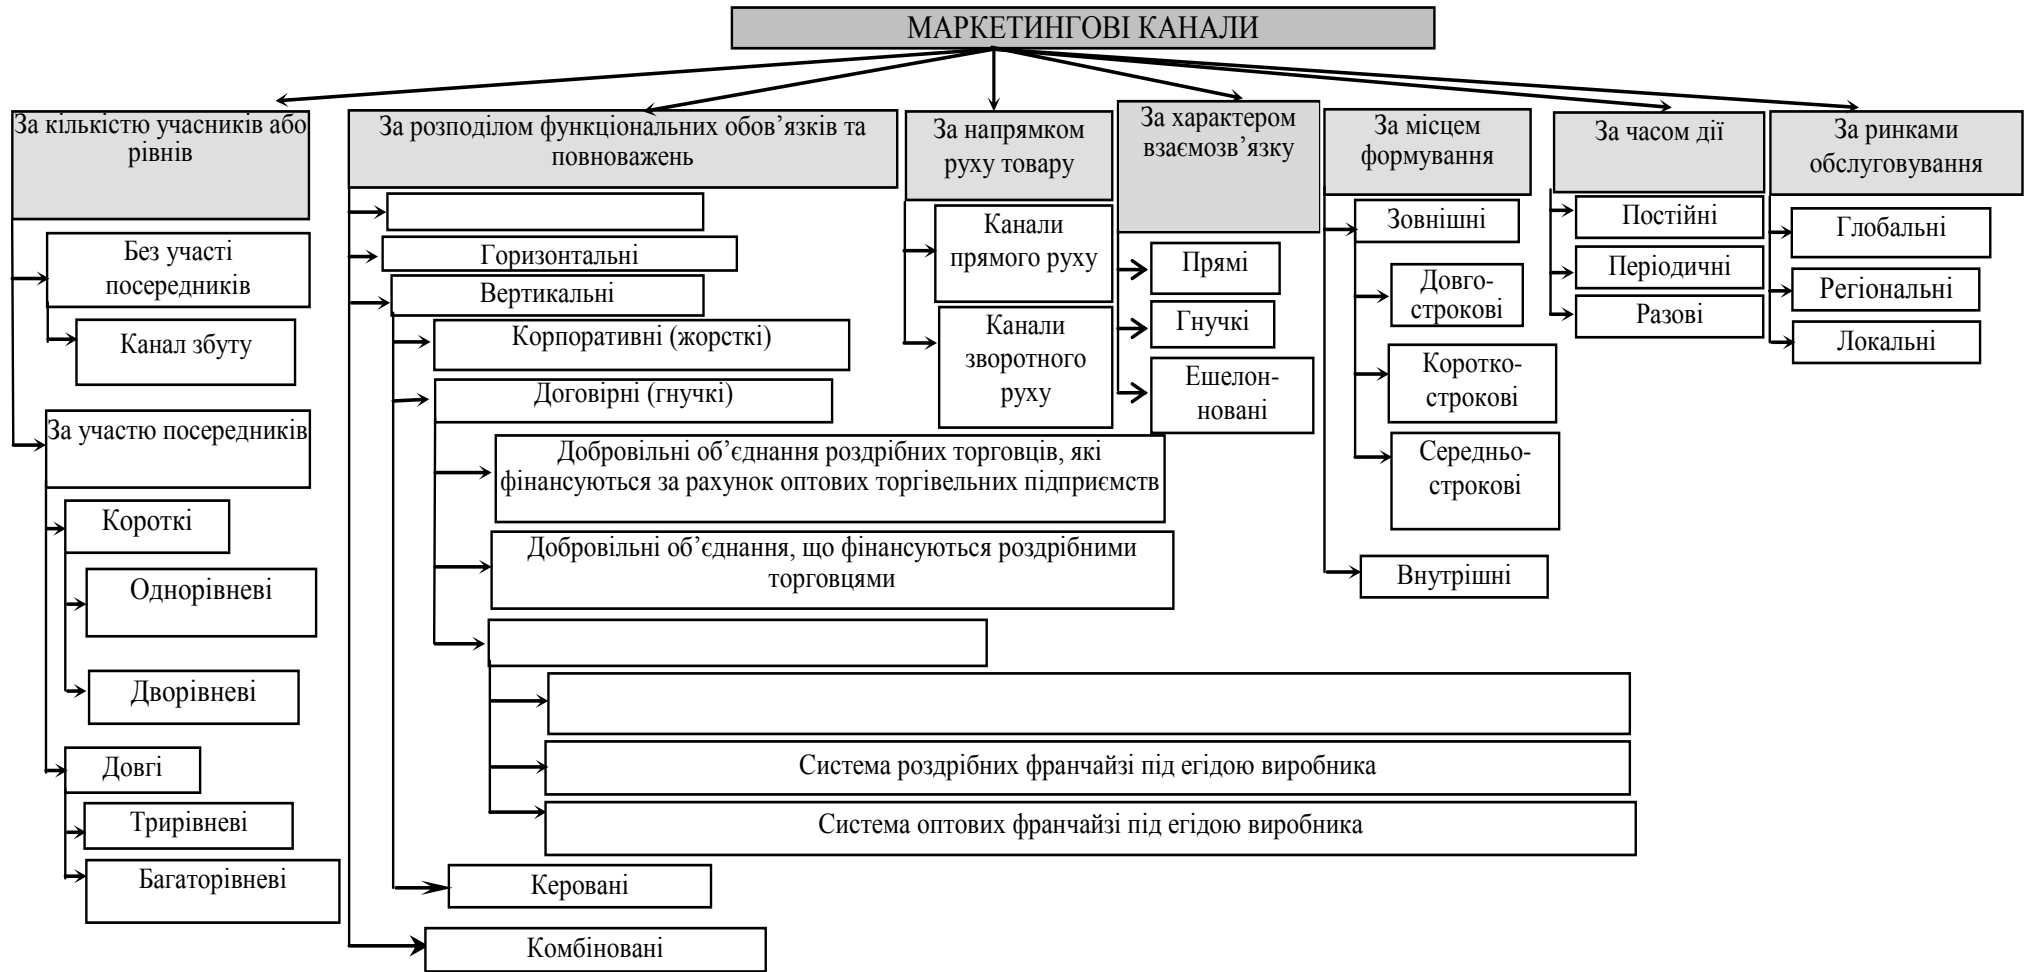 МАРКЕТИНГОВІ КАНАЛИ
За кількістю учасників або
рівнів
Без участі
посередників
Канал збуту
За участю посередників
Короткі
Однорівневі
Дворівневі
Довгі
Трирівневі
Багаторівневі
За розподілом функціональних обов’язків та
повноважень
Горизонтальні
Вертикальні
Корпоративні (жорсткі)
Договірні (гнучкі)
Добровільні об’єднання роздрібних торговців, які
фінансуються за рахунок оптових торгівельних підприємств
Добровільні об’єднання, що фінансуються роздрібними
торговцями
Система роздрібних франчайзі під егідою виробника
Система оптових франчайзі під егідою виробника
Керовані
Комбіновані
За напрямком
руху товару
Канали
прямого руху
Канали
зворотного
руху
За характером
взаємозв’язку
Прямі
Гнучкі
Ешелон-
новані
За місцем
формування
Зовнішні
Довго-
строкові
Коротко-
строкові
Середньо-
строкові
Внутрішні
За часом дії
Постійні
Періодичні
Разові
За ринками
обслуговування
Глобальні
Регіональні
Локальні